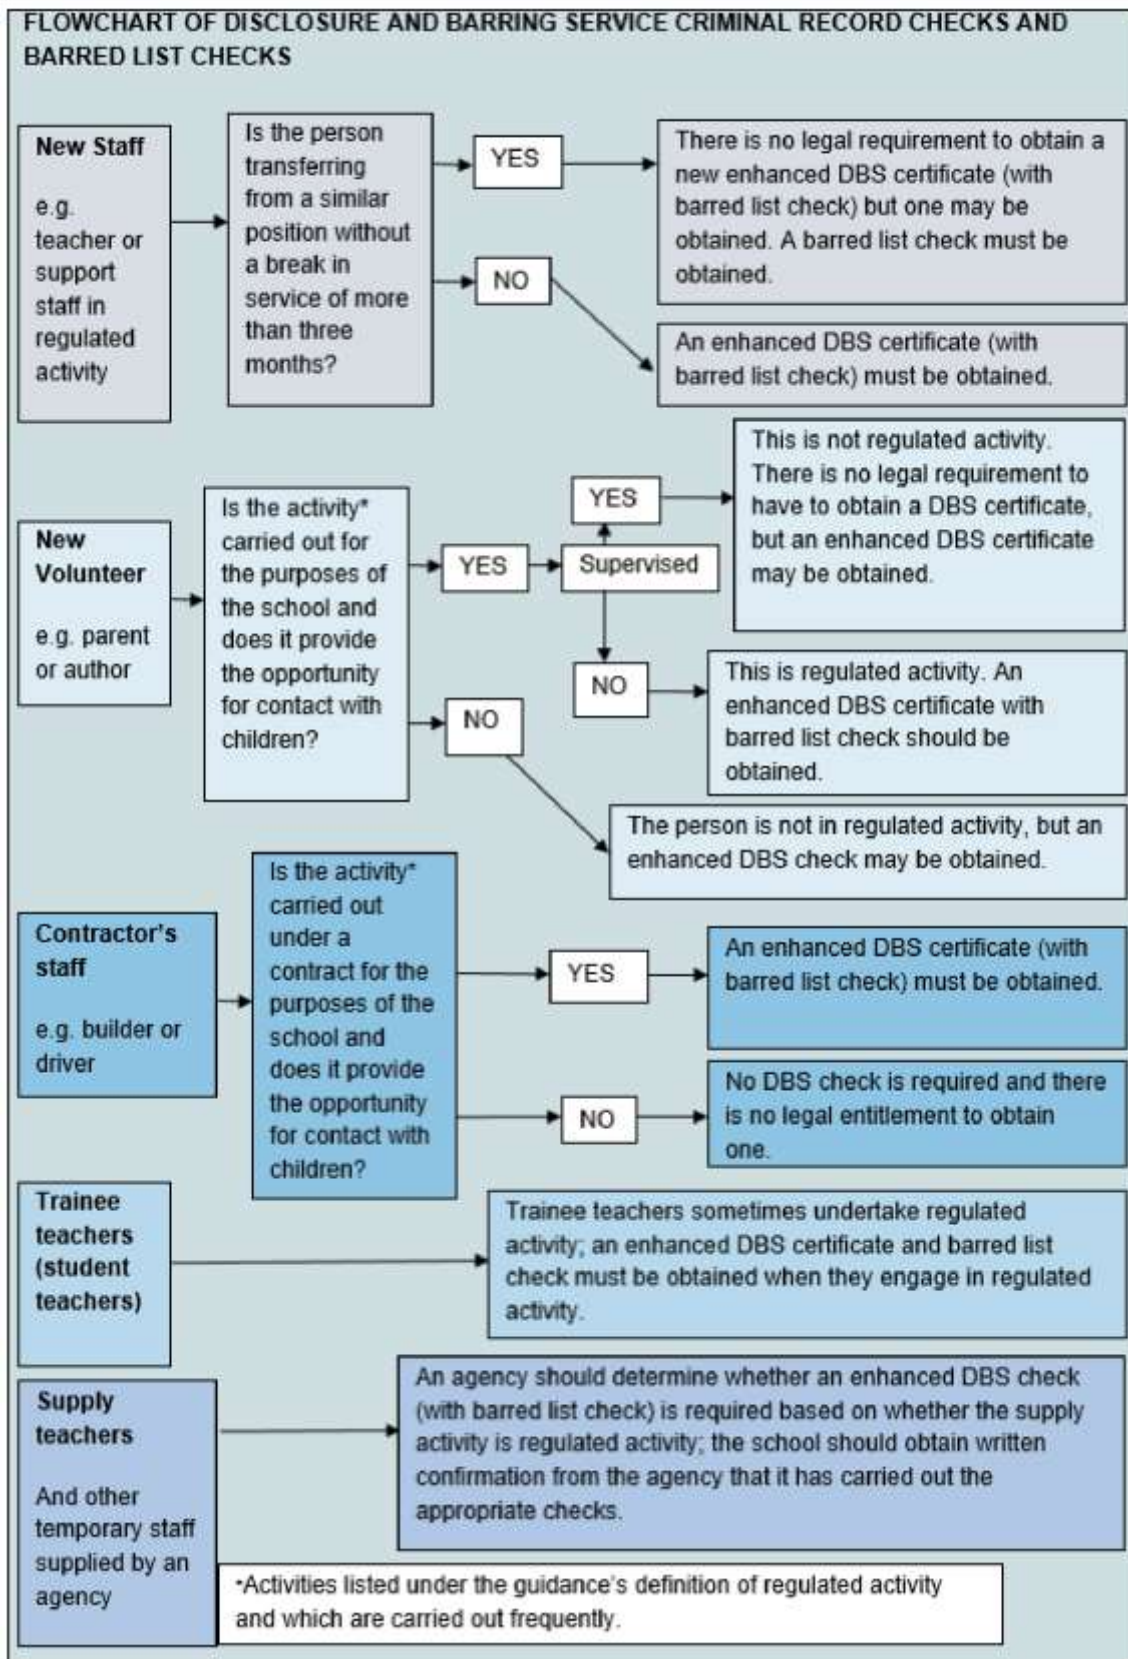 FLOWCHART OF DISCLOSURE AND BARRING SERVICE CRIMINAL RECORD CHECKS AND
BARRED LIST CHECKS
New Staff
e.g.
teacher or
support
staff in
regulated
activity
Is the person
transferring
from a similar
position without
a break in
service of more
than three
months?
YES
There is no legal requirement to obtain a
new enhanced DBS certificate (with
barred list check) but one may be
obtained. A barred list check must be
obtained.
NO
An enhanced DBS certificate (with
barred list check) must be obtained.
New
Volunteer
e.g. parent
or author
Is the activity*
carried out for
the purposes of
the school and
does it provide
the opportunity
for contact with
children?
YES
Supervised
YES
This is not regulated activity.
There is no legal requirement to
have to obtain a DBS certificate,
but an enhanced DBS certificate
may be obtained.
NO
This is regulated activity. An
enhanced DBS certificate with
barred list check should be
obtained.
NO
The person is not in regulated activity, but an
enhanced DBS check may be obtained.
Contractor's
staff
e.g. builder or
driver
Is the activity*
carried out
under a
contract for the
purposes of the
school and
does it provide
the opportunity
for contact with
children?
YES
An enhanced DBS certificate (with
barred list check) must be obtained.
NO
No DBS check is required and there
is no legal entitlement to obtain
one.
Trainee
teachers
(student
teachers)
Trainee teachers sometimes undertake regulated
activity; an enhanced DBS certificate and barred list
check must be obtained when they engage in regulated
activity.
Supply
teachers
And other
temporary staff
supplied by an
agency
An agency should determine whether an enhanced DBS check
(with barred list check) is required based on whether the supply
activity is regulated activity; the school should obtain written
confirmation from the agency that it has carried out the
appropriate checks.
*Activities listed under the guidance's definition of regulated activity
and which are carried out frequently.